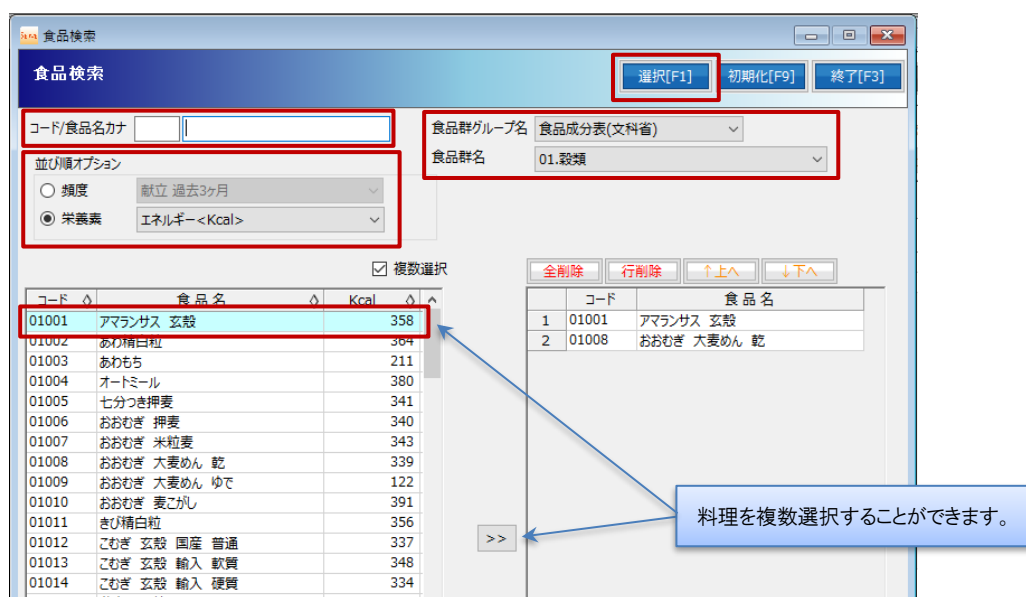 食品検索
食品検索
選択[F1] 初期化[F9] 終了[F3]
コード/食品名カナ
食品群グループ名 食品成分表(文科省)
食品群名 01.穀類
並び順オプション
頻度 献立 過去3ヶ月
栄養素 エネルギー<Kcal>
複数選択
全削除 行削除 ↑上へ ↓下へ
コード 食品名 Kcal
01001 アマランサス 玄穀 358
01002 あわ精白粒 364
01003 あわもち 211
01004 オートミール 380
01005 七分つき押麦 341
01006 おおむぎ 押麦 340
01007 おおむぎ 米粒麦 343
01008 おおむぎ 大麦めん 乾 339
01009 おおむぎ 大麦めん ゆで 122
01010 おおむぎ 麦こがし 391
01011 きび精白粒 356
01012 こむぎ 玄穀 国産 普通 337
01013 こむぎ 玄穀 輸入 軟質 348
01014 こむぎ 玄穀 輸入 硬質 334
>>
コード 食品名
1 01001 アマランサス 玄穀
2 01008 おおむぎ 大麦めん 乾
料理を複数選択することができます。